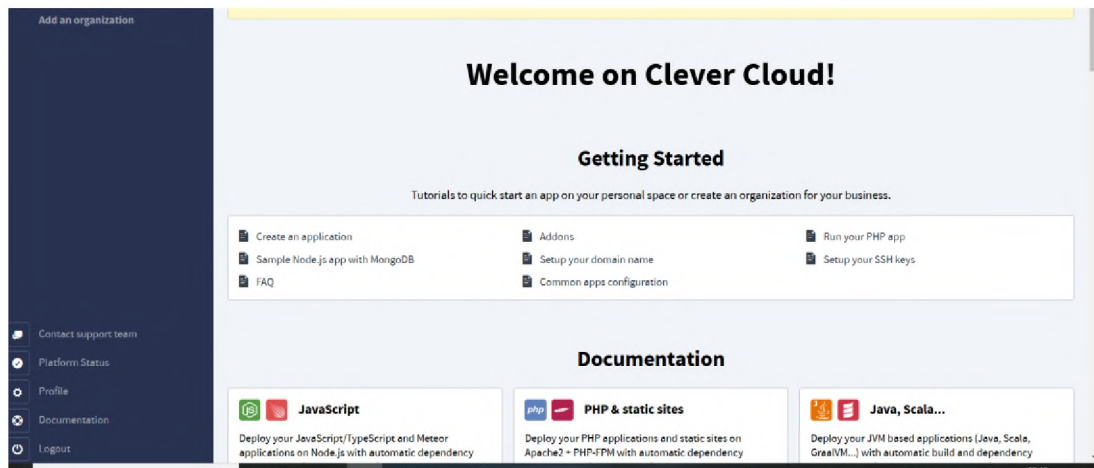 Add an organization
Welcome on Clever Cloud!
Getting Started
Tutorials to quick start an app on your personal space or create an organization for your business.
Create an application
Addons
Run your PHP app
Sample Node.js app with MongoDB
Setup your domain name
Setup your SSH keys
FAQ
Common apps configuration
Contact support team
Platform Status
Profile
Documentation
Logout
Documentation
JavaScript
Deploy your JavaScript/TypeScript and Meteor
applications on Node.js with automatic dependency
php
PHP & static sites
Deploy your PHP applications and static sites on
Apache2 + PHP-FPM with automatic dependency
Java, Scala...
Deploy your JVM based applications (Java, Scala,
GraalVM...) with automatic build and dependency